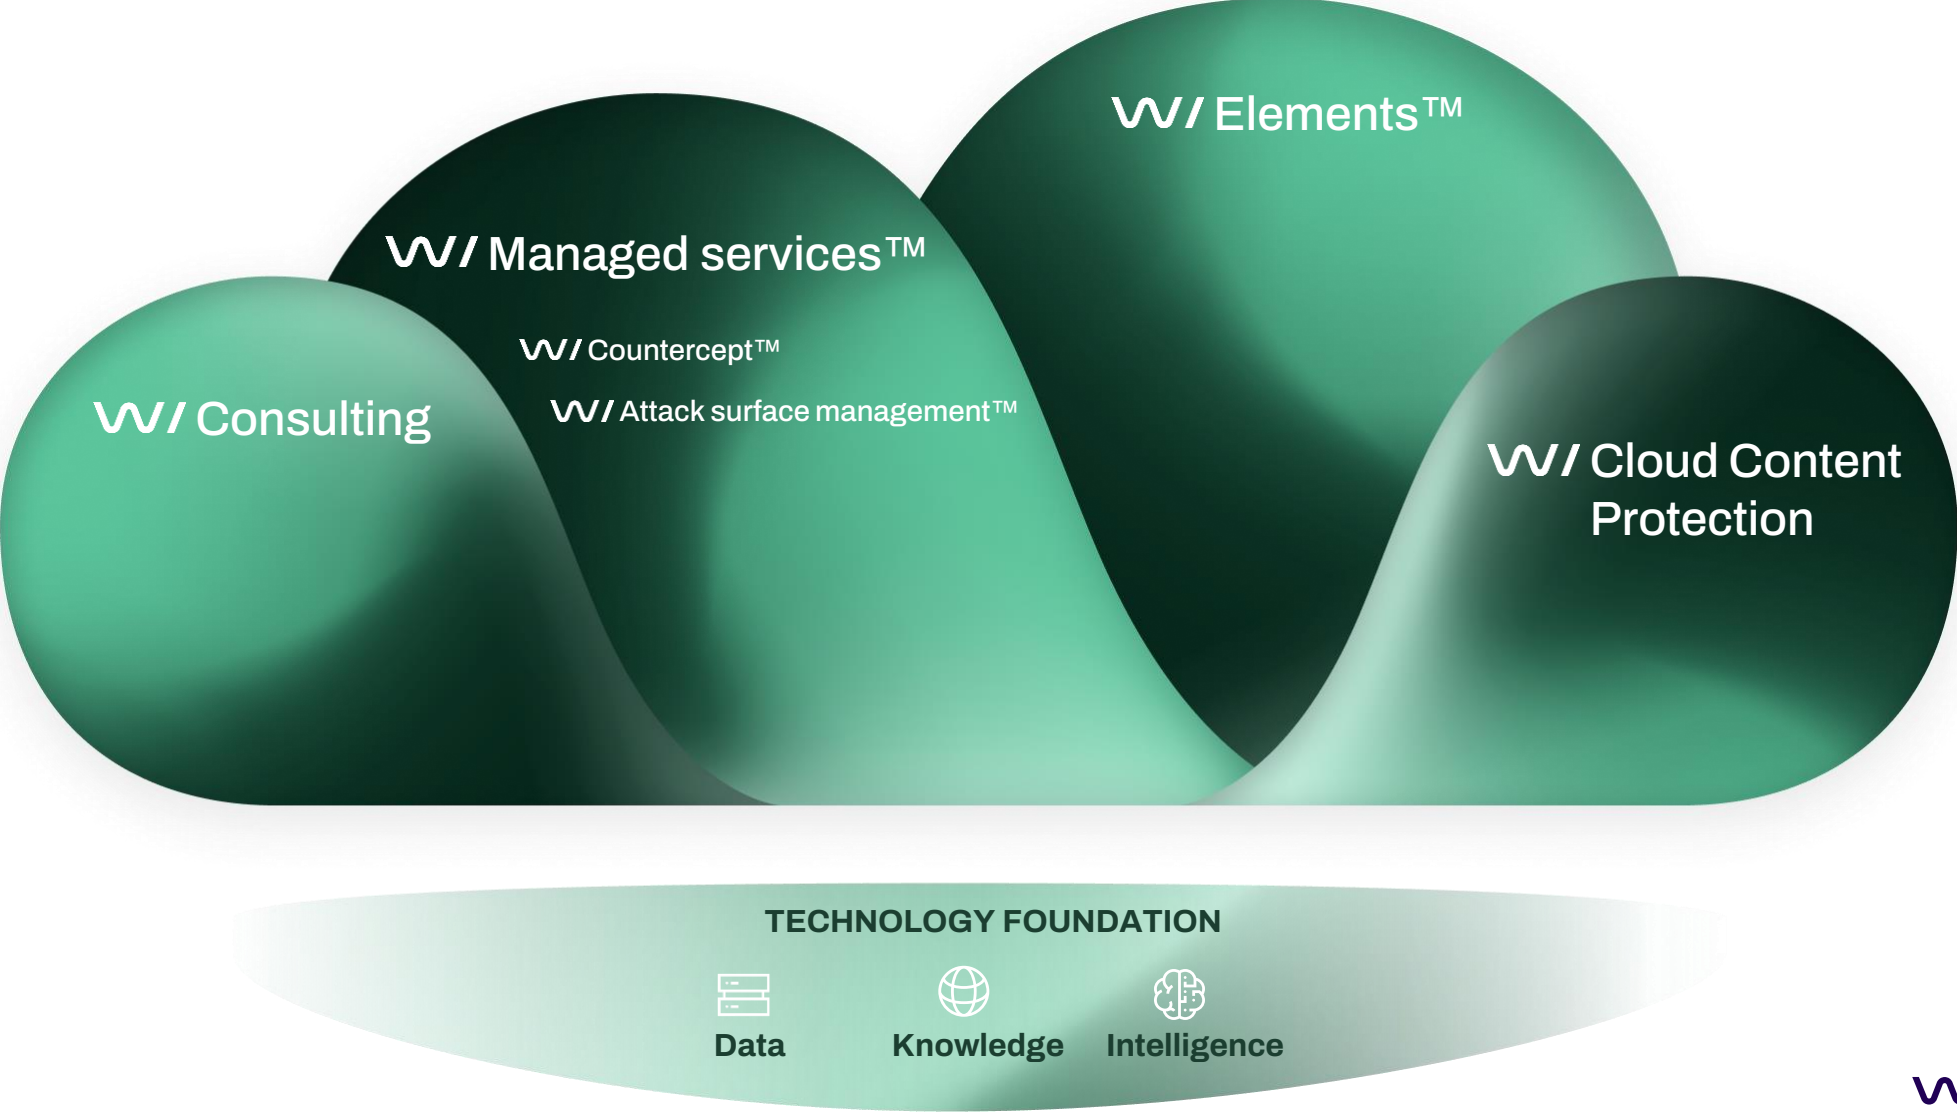 W/ Elements™
W/ Managed services™
W/ Countercept™
W/ Attack surface management™
W/ Consulting
W/ Cloud Content
Protection
TECHNOLOGY FOUNDATION
Data
Knowledge
Intelligence
W